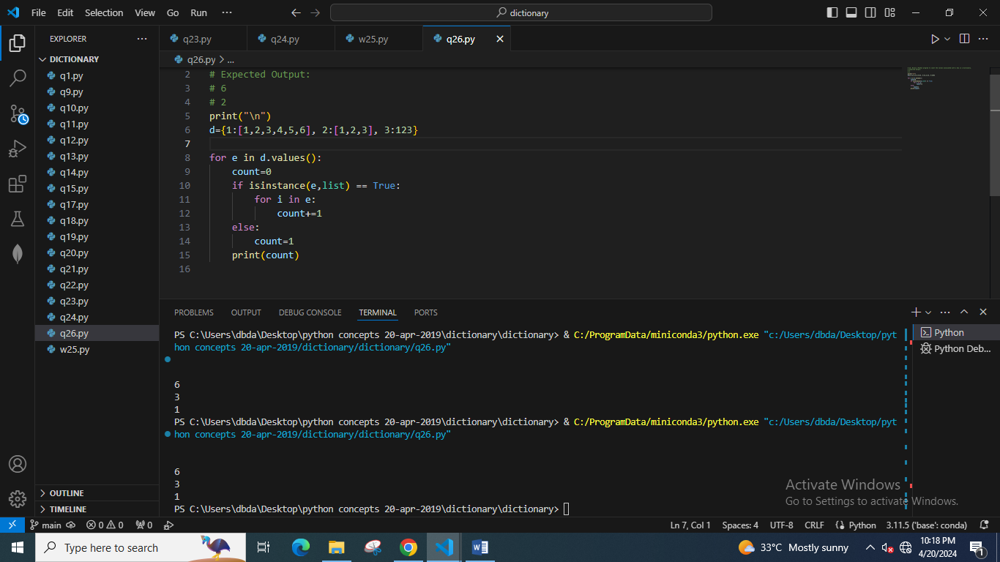 File Edit Selection View Go Run ···
dictionary
EXPLORER ···
DICTIONARY
q1.py
q9.py
q10.py
q11.py
q12.py
q13.py
q14.py
q15.py
q17.py
q18.py
q19.py
q20.py
q21.py
q22.py
q23.py
q24.py
q26.py
w25.py
OUTLINE
TIMELINE
q23.py q24.py w25.py q26.py
q26.py > ...
2 # Expected Output:
3 # 6
4 # 2
5 print("\n")
6 d={1:[1,2,3,4,5,6], 2:[1,2,3], 3:123}
7
8 for e in d.values():
9 count=0
10 if isinstance(e,list) == True:
11 for i in e:
12 count+=1
13 else:
14 count=1
15 print(count)
16
PROBLEMS OUTPUT DEBUG CONSOLE TERMINAL PORTS
PS C:\Users\dbda\Desktop\python concepts 20-apr-2019\dictionary\dictionary> & C:/ProgramData/miniconda3/python.exe "c:/Users/dbda/Desktop/pyt
hon concepts 20-apr-2019/dictionary/dictionary/q26.py"
6
3
1
PS C:\Users\dbda\Desktop\python concepts 20-apr-2019\dictionary\dictionary> & C:/ProgramData/miniconda3/python.exe "c:/Users/dbda/Desktop/pyt
hon concepts 20-apr-2019/dictionary/dictionary/q26.py"
6
3
1
PS C:\Users\dbda\Desktop\python concepts 20-apr-2019\dictionary\dictionary>
Python
Python Deb...
Activate Windows
Go to Settings to activate Windows.
main 0 0 0 Ln 7, Col 1 Spaces: 4 UTF-8 CRLF Python 3.11.5 ('base': conda)
Type here to search
33°C Mostly sunny
10:18 PM
4/20/2024
1